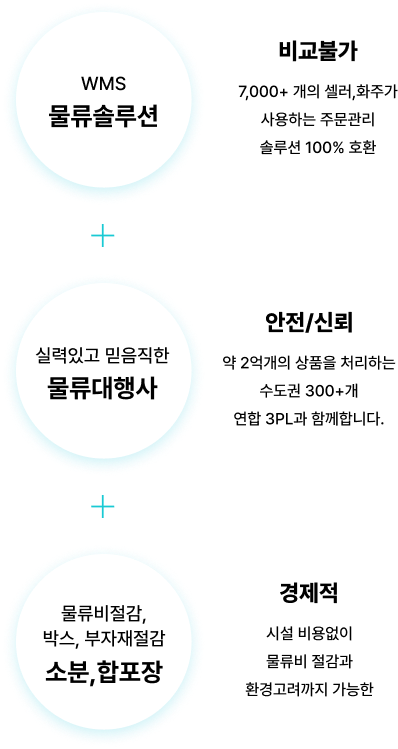 WMS
물류솔루션
비교불가
7,000+ 개의 셀러,화주가
사용하는 주문관리
솔루션 100% 호환
+
실력있고 믿음직한
물류대행사
안전/신뢰
약 2억개의 상품을 처리하는
수도권 300+개
연합 3PL과 함께합니다.
+
물류비절감,
박스, 부자재절감
소분,합포장
경제적
시설 비용없이
물류비 절감과
환경고려까지 가능한